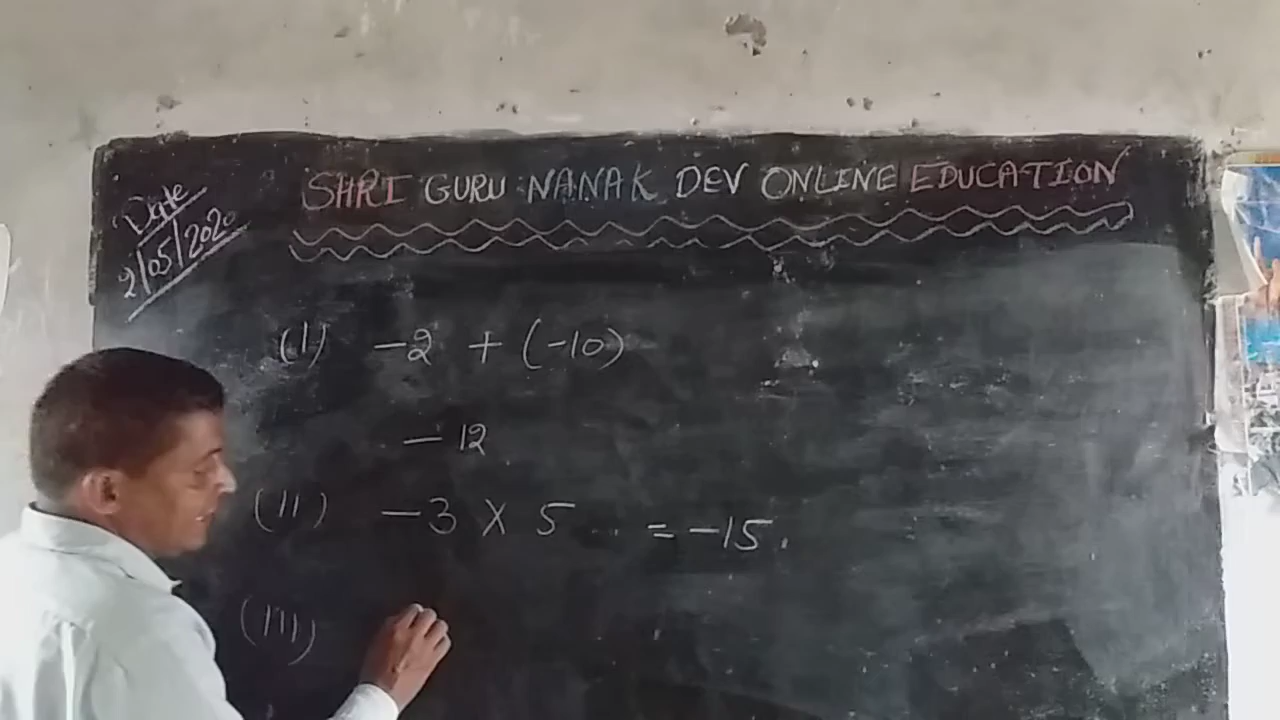 SHRI GURU NANAK DEV ONLINE EDUCATION
Date
2/05/2020
(I) -2 + (-10)
- 12
(II) -3 X 5 = -15.
(III)